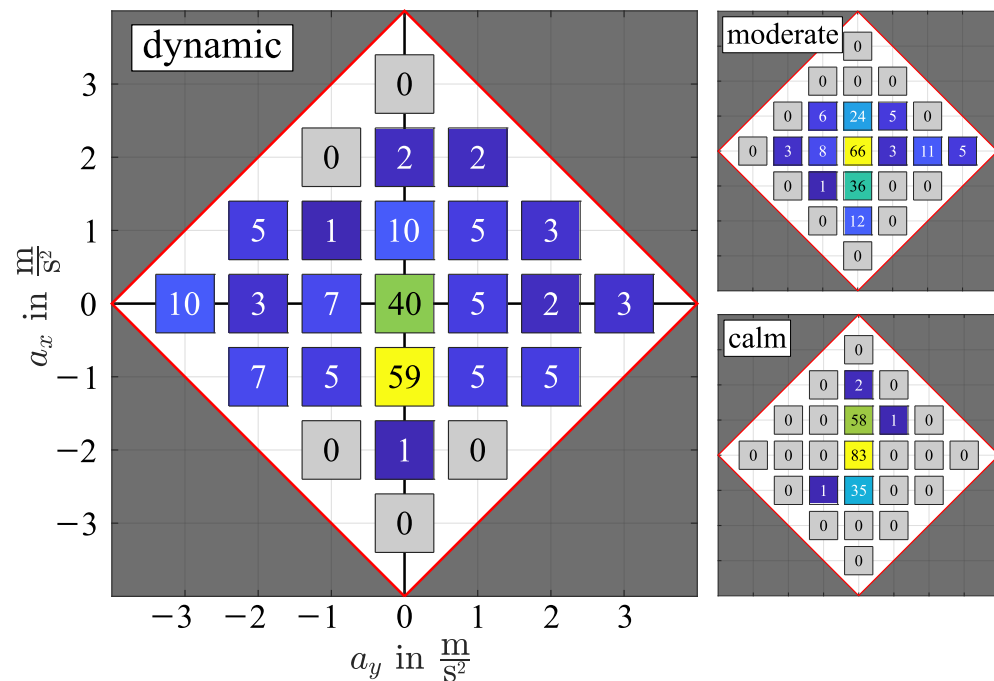 dynamic
3
0
2
0 2 2
1
5 1 10 5 3
0
10 3 7 40 5 2 3
−1
7 5 59 5 5
−2
0 1 0
−3
0
−3 −2 −1 0 1 2 3
a_x in m/s²
a_y in m/s²
moderate
0
0 0 0
0 6 24 5 0
0 3 8 66 3 11 5
0 1 36 0 0
0 12 0
0
calm
0
0 2 0
0 0 58 1 0
0 0 0 83 0 0 0
0 1 35 0 0
0 0 0
0